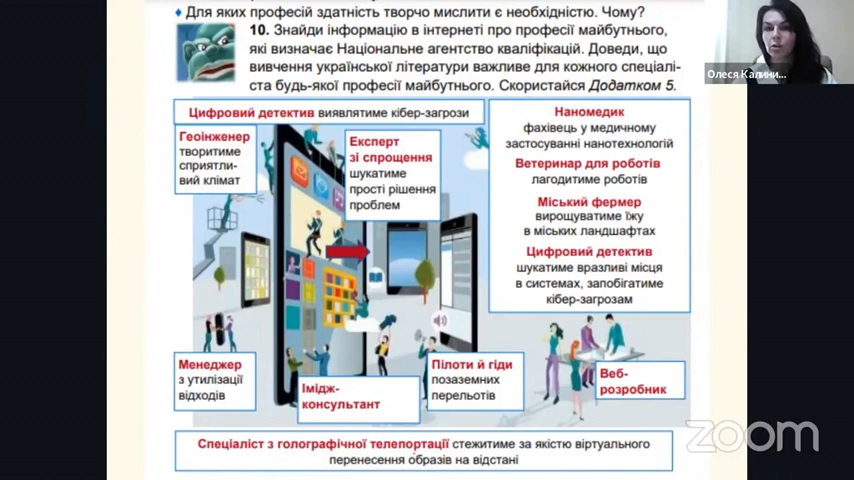 ♦ Для яких професій здатність творчо мислити є необхідністю. Чому?
10. Знайди інформацію в інтернеті про професії майбутнього,
які визначає Національне агентство кваліфікацій. Доведи, що
вивчення української літератури важливе для кожного спеціалі-
ста будь-якої професії майбутнього. Скористайся Додатком 5.
Олеся Калини...
Цифровий детектив виявлятиме кібер-загрози
Геоінженер
творитиме
сприятли-
вий клімат
Експерт
зі спрощення
шукатиме
прості рішення
проблем
Наномедик
фахівець у медичному
застосуванні нанотехнологій
Ветеринар для роботів
лагодитиме роботів
Міський фермер
вирощуватиме їжу
в міських ландшафтах
Цифровий детектив
шукатиме вразливі місця
в системах, запобігатиме
кібер-загрозам
Менеджер
з утилізації
відходів
Імідж-
консультант
Пілоти й гіди
позаземних
перельотів
Веб-
розробник
Спеціаліст з голографічної телепортації стежитиме за якістю віртуального
перенесення образів на відстані
zoom